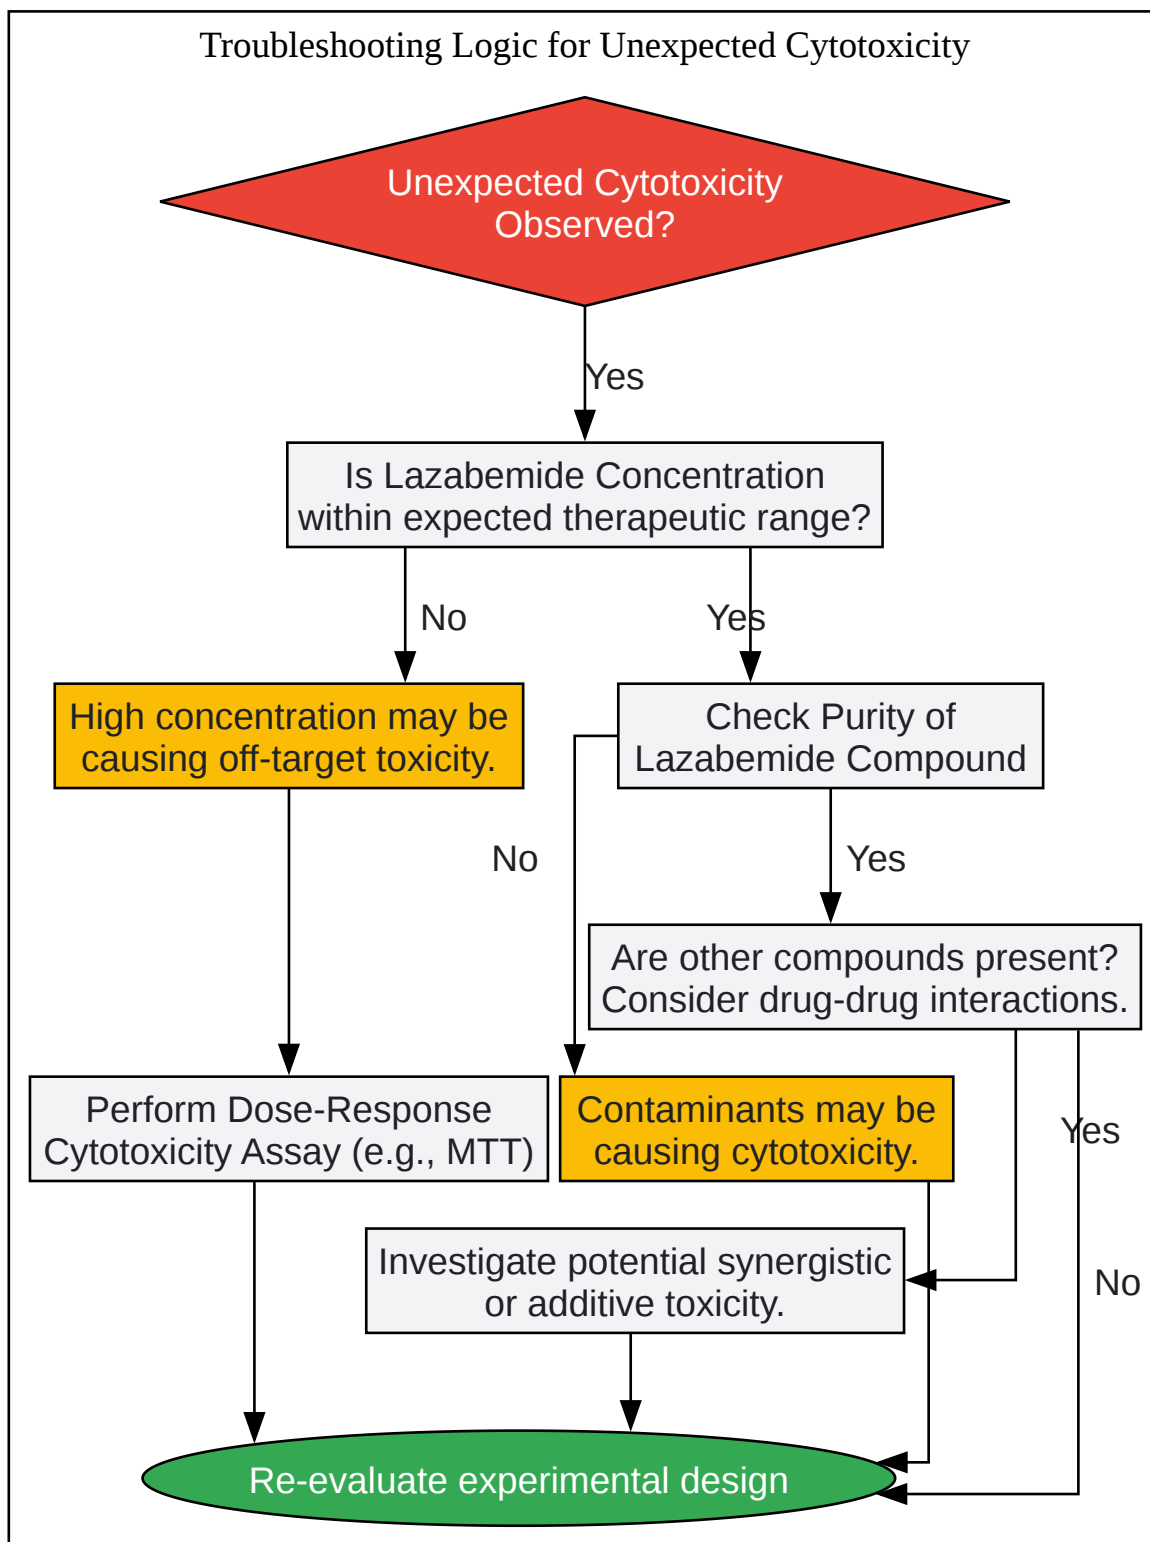 Troubleshooting Logic for Unexpected Cytotoxicity
Unexpected Cytotoxicity
Observed?
Yes
Is Lazabemide Concentration
within expected therapeutic range?
No
Yes
High concentration may be
causing off-target toxicity.
Check Purity of
Lazabemide Compound
No
Yes
Are other compounds present?
Consider drug-drug interactions.
Perform Dose-Response
Cytotoxicity Assay (e.g., MTT)
Contaminants may be
causing cytotoxicity.
Yes
Investigate potential synergistic
or additive toxicity.
No
Re-evaluate experimental design